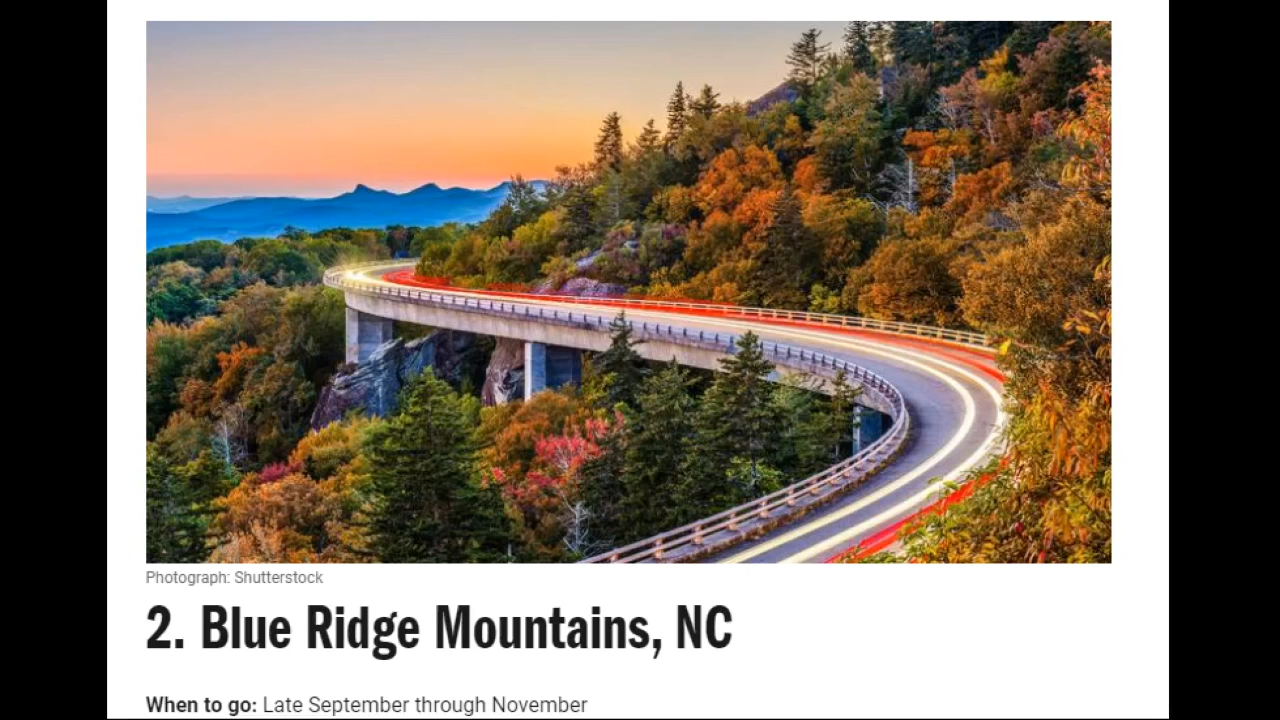 Photograph: Shutterstock
2. Blue Ridge Mountains, NC
When to go: Late September through November